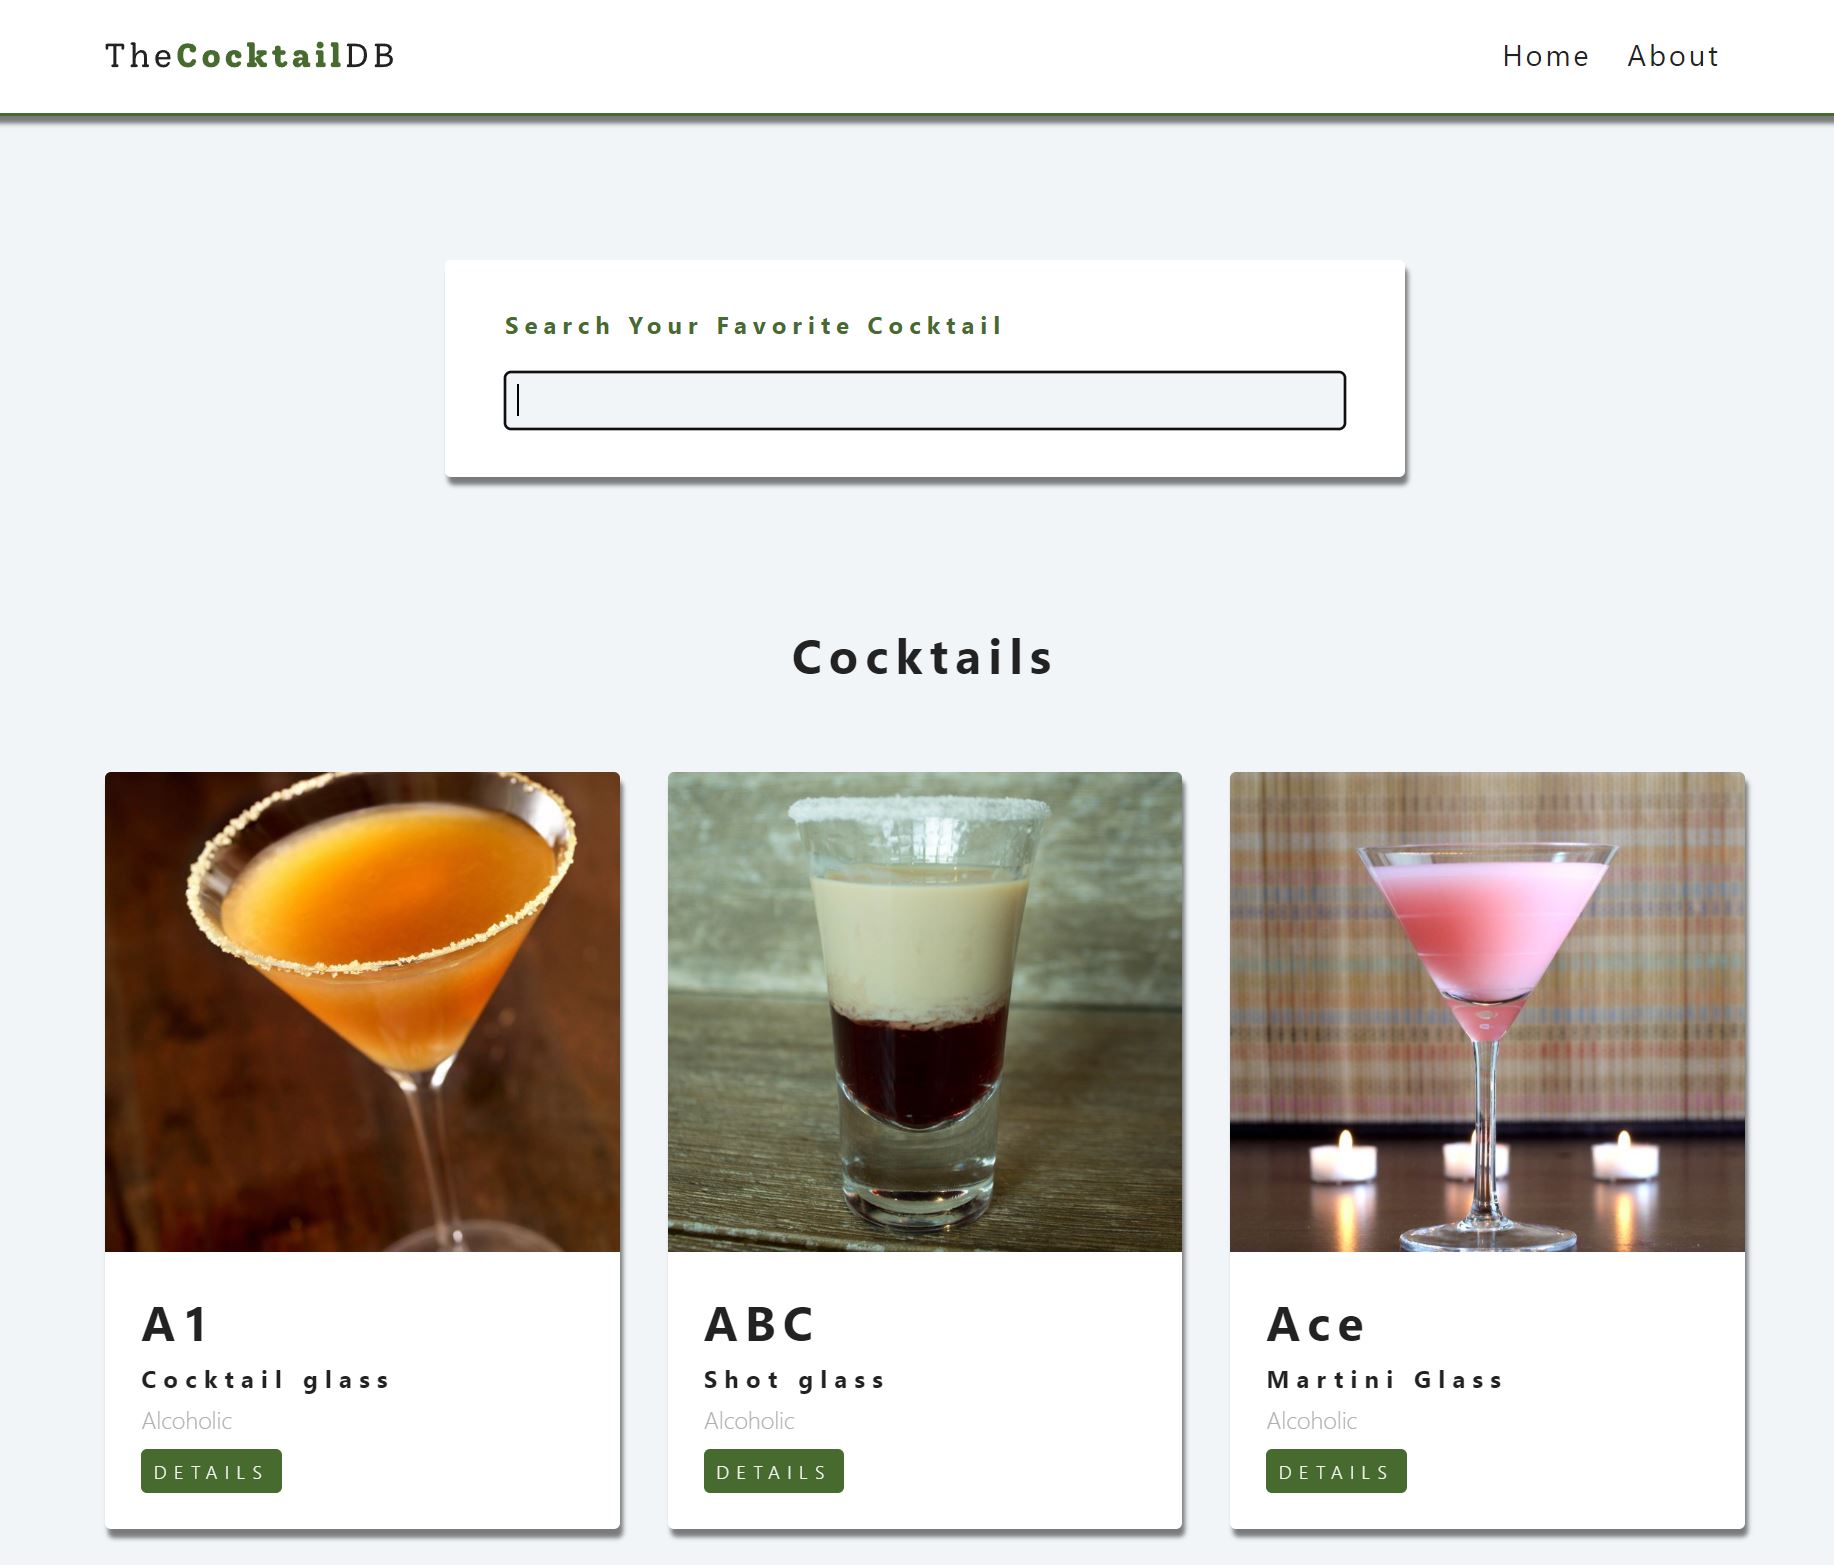 TheCocktailDB
Home About
Search Your Favorite Cocktail
Cocktails
A1
Cocktail glass
Alcoholic
DETAILS
ABC
Shot glass
Alcoholic
DETAILS
Ace
Martini Glass
Alcoholic
DETAILS